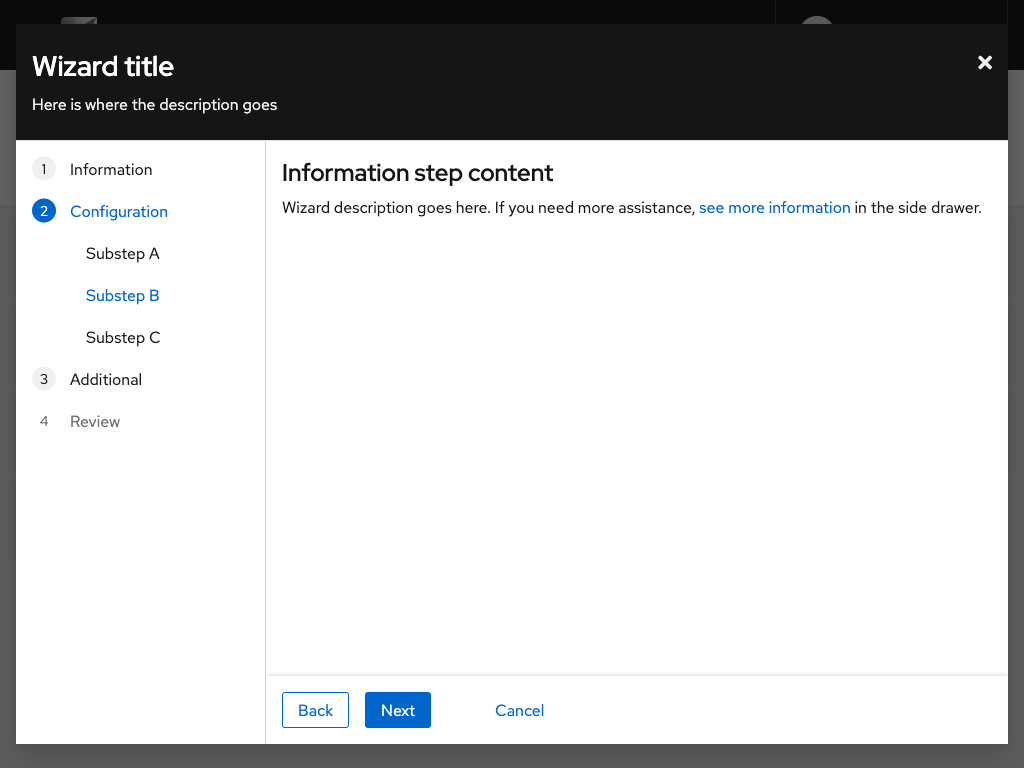 Wizard title
Here is where the description goes
1 Information
2 Configuration
Substep A
Substep B
Substep C
3 Additional
4 Review
Information step content
Wizard description goes here. If you need more assistance, see more information in the side drawer.
Back Next Cancel